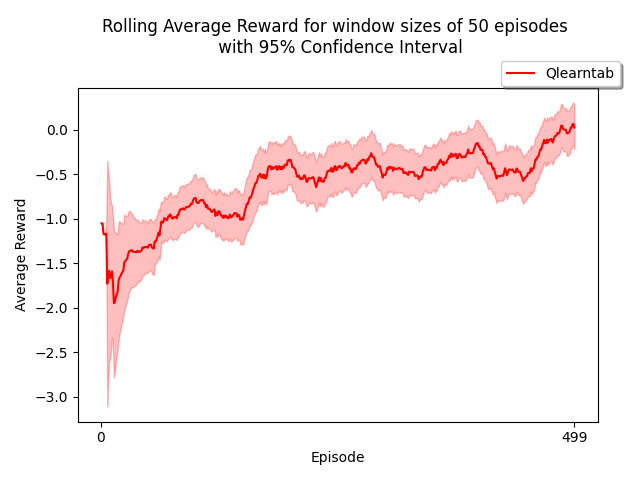 Rolling Average Reward for window sizes of 50 episodes
with 95% Confidence Interval
Qlearntab
0.0
−0.5
−1.0
−1.5
−2.0
−2.5
−3.0
Average Reward
0 499
Episode